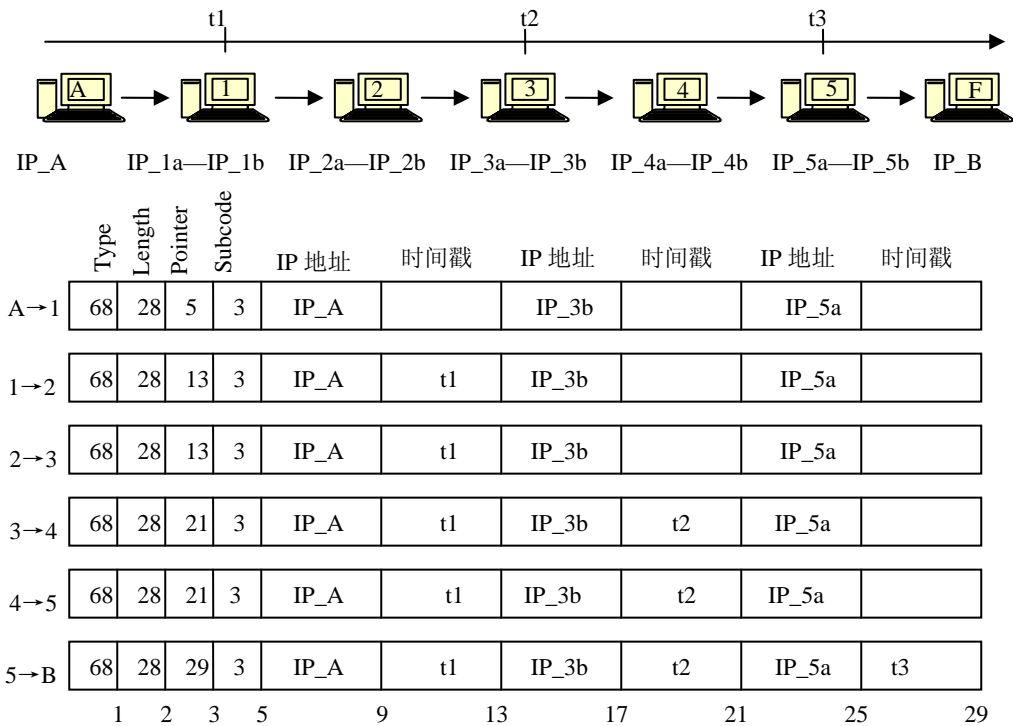 t1 t2 t3
A 1 2 3 4 5 F
IP_A IP_1a—IP_1b IP_2a—IP_2b IP_3a—IP_3b IP_4a—IP_4b IP_5a—IP_5b IP_B
Type Length Pointer Subcode IP 地址 时间戳 IP 地址 时间戳 IP 地址 时间戳
A→1 68 28 5 3 IP_A IP_3b IP_5a
1→2 68 28 13 3 IP_A t1 IP_3b IP_5a
2→3 68 28 13 3 IP_A t1 IP_3b IP_5a
3→4 68 28 21 3 IP_A t1 IP_3b t2 IP_5a
4→5 68 28 21 3 IP_A t1 IP_3b t2 IP_5a
5→B 68 28 29 3 IP_A t1 IP_3b t2 IP_5a t3
1 2 3 5 9 13 17 21 25 29